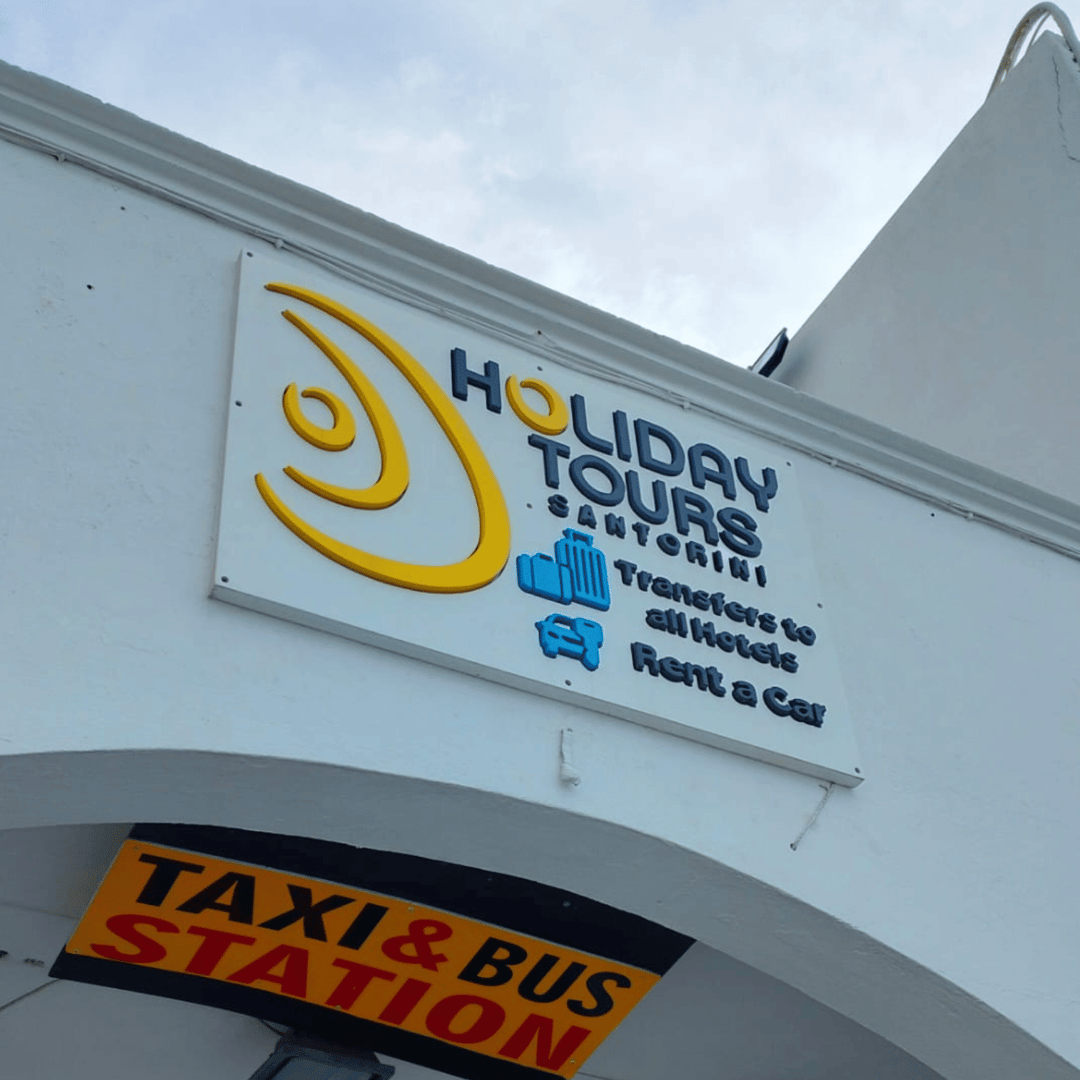 HOLIDAY
TOURS
SANTORINI
Transfers to
all Hotels
Rent a Car
TAXI & BUS
STATION